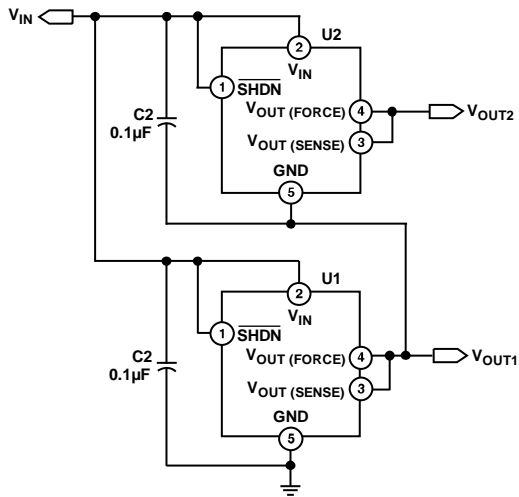 VIN
U2
2
VIN
1
SHDN
C2
0.1µF
VOUT (FORCE)
4
VOUT2
VOUT (SENSE)
3
GND
5
U1
2
VIN
1
SHDN
C2
0.1µF
VOUT (FORCE)
4
VOUT1
VOUT (SENSE)
3
GND
5